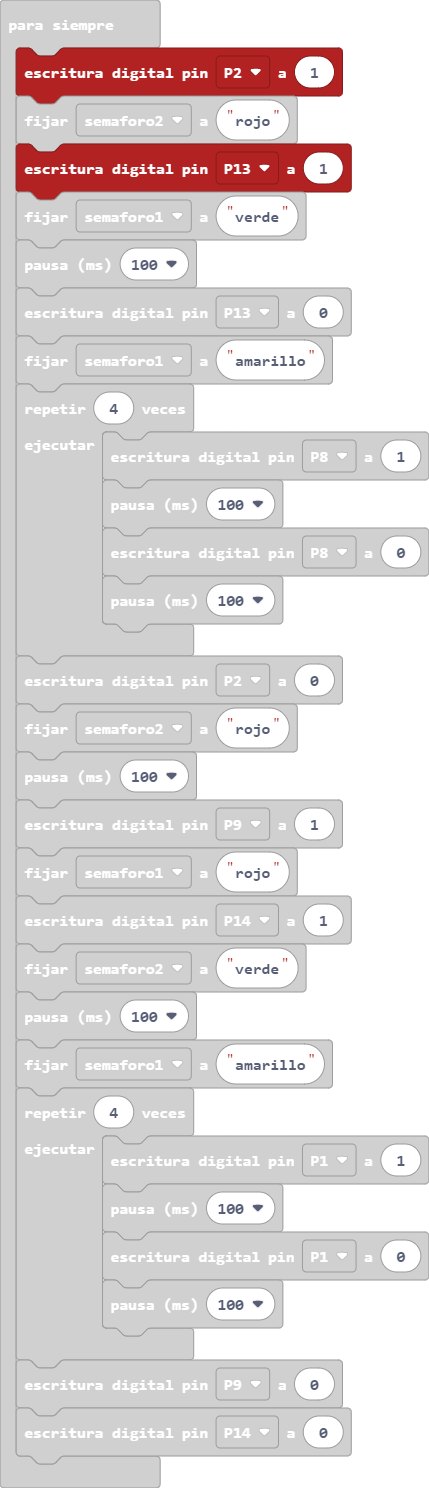 para siempre
escritura digital pin P2 a 1
fijar semaforo2 a "rojo"
escritura digital pin P13 a 1
fijar semaforo1 a "verde"
pausa (ms) 100
escritura digital pin P13 a 0
fijar semaforo1 a "amarillo"
repetir 4 veces
ejecutar escritura digital pin P8 a 1
pausa (ms) 100
escritura digital pin P8 a 0
pausa (ms) 100
escritura digital pin P2 a 0
fijar semaforo2 a "rojo"
pausa (ms) 100
escritura digital pin P9 a 1
fijar semaforo1 a "rojo"
escritura digital pin P14 a 1
fijar semaforo2 a "verde"
pausa (ms) 100
fijar semaforo1 a "amarillo"
repetir 4 veces
ejecutar escritura digital pin P1 a 1
pausa (ms) 100
escritura digital pin P1 a 0
pausa (ms) 100
escritura digital pin P9 a 0
escritura digital pin P14 a 0